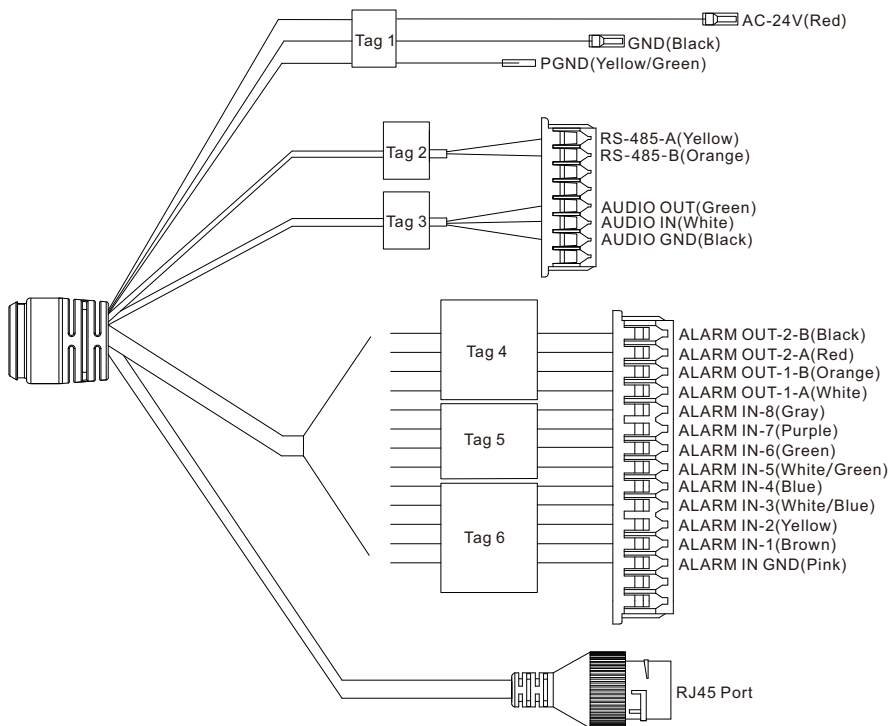 Tag 1
AC-24V(Red)
GND(Black)
PGND(Yellow/Green)
Tag 2
RS-485-A(Yellow)
RS-485-B(Orange)
Tag 3
AUDIO OUT(Green)
AUDIO IN(White)
AUDIO GND(Black)
Tag 4
ALARM OUT-2-B(Black)
ALARM OUT-2-A(Red)
ALARM OUT-1-B(Orange)
ALARM OUT-1-A(White)
Tag 5
ALARM IN-8(Gray)
ALARM IN-7(Purple)
ALARM IN-6(Green)
ALARM IN-5(White/Green)
Tag 6
ALARM IN-4(Blue)
ALARM IN-3(White/Blue)
ALARM IN-2(Yellow)
ALARM IN-1(Brown)
ALARM IN GND(Pink)
RJ45 Port